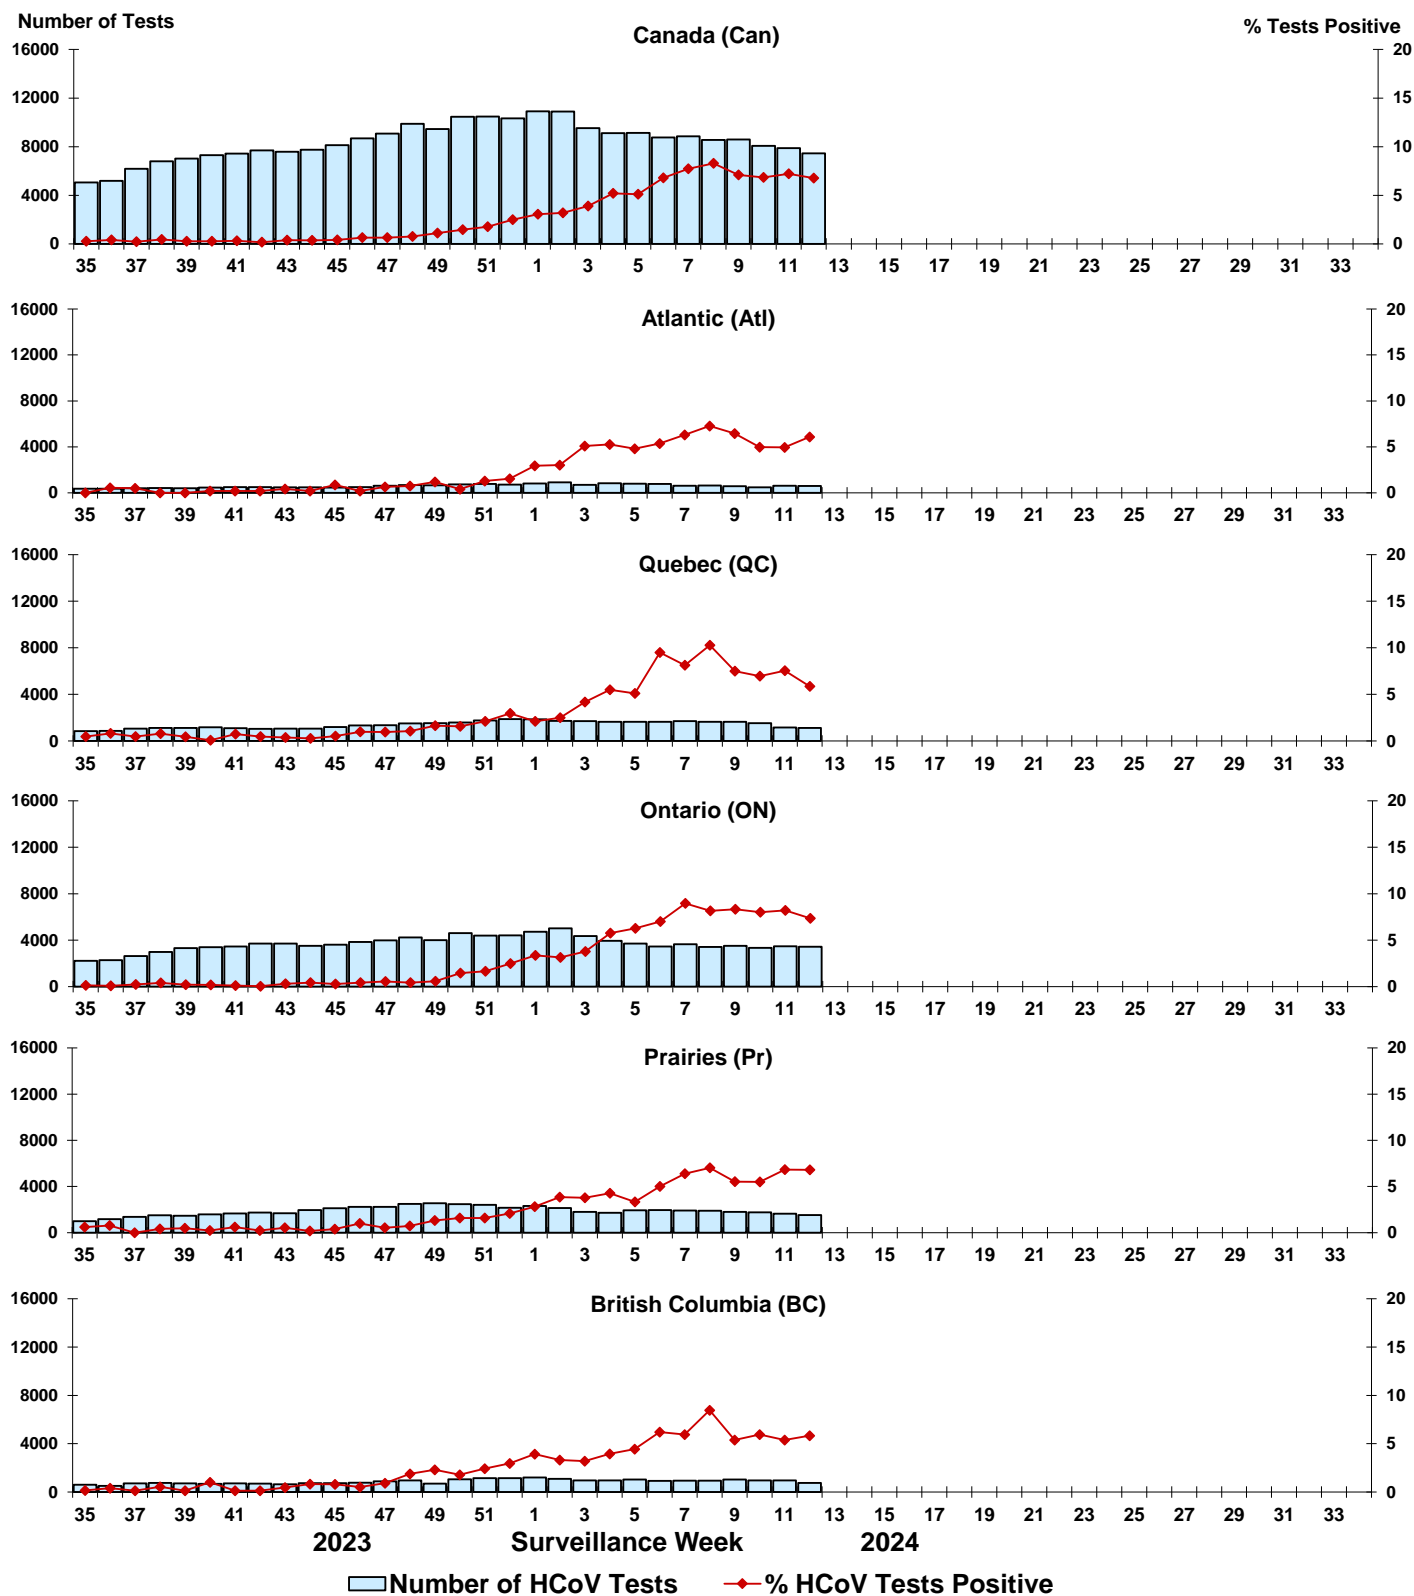 Number of Tests
Canada (Can)
% Tests Positive
16000 20
12000 15
8000 10
4000 5
0 0
35 37 39 41 43 45 47 49 51 1 3 5 7 9 11 13 15 17 19 21 23 25 27 29 31 33
Atlantic (Atl)
16000 20
12000 15
8000 10
4000 5
0 0
35 37 39 41 43 45 47 49 51 1 3 5 7 9 11 13 15 17 19 21 23 25 27 29 31 33
Quebec (QC)
16000 20
12000 15
8000 10
4000 5
0 0
35 37 39 41 43 45 47 49 51 1 3 5 7 9 11 13 15 17 19 21 23 25 27 29 31 33
Ontario (ON)
16000 20
12000 15
8000 10
4000 5
0 0
35 37 39 41 43 45 47 49 51 1 3 5 7 9 11 13 15 17 19 21 23 25 27 29 31 33
Prairies (Pr)
16000 20
12000 15
8000 10
4000 5
0 0
35 37 39 41 43 45 47 49 51 1 3 5 7 9 11 13 15 17 19 21 23 25 27 29 31 33
British Columbia (BC)
16000 20
12000 15
8000 10
4000 5
0 0
35 37 39 41 43 45 47 49 51 1 3 5 7 9 11 13 15 17 19 21 23 25 27 29 31 33
2023 Surveillance Week 2024
Number of HCoV Tests % HCoV Tests Positive